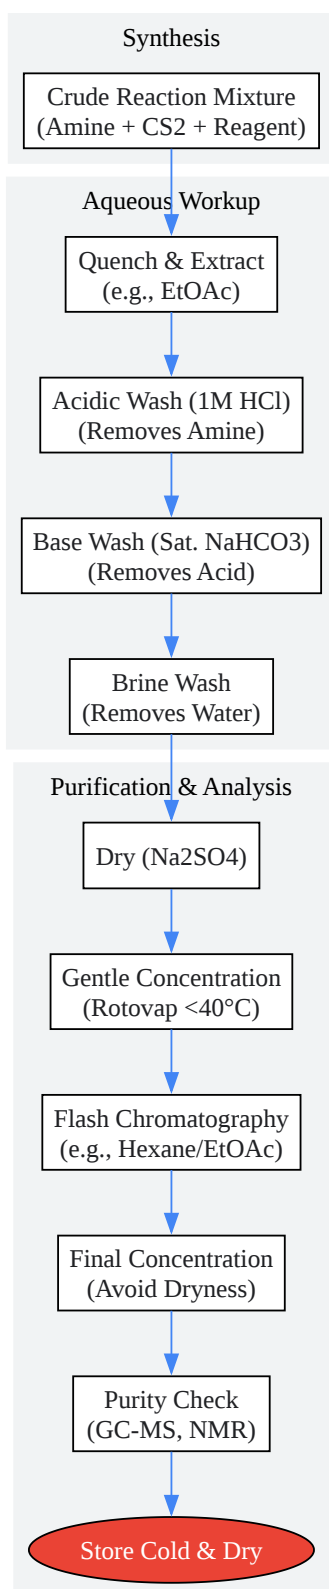 Synthesis
Crude Reaction Mixture
(Amine + CS2 + Reagent)
Aqueous Workup
Quench & Extract
(e.g., EtOAc)
Acidic Wash (1M HCl)
(Removes Amine)
Base Wash (Sat. NaHCO3)
(Removes Acid)
Brine Wash
(Removes Water)
Purification & Analysis
Dry (Na2SO4)
Gentle Concentration
(Rotovap <40°C)
Flash Chromatography
(e.g., Hexane/EtOAc)
Final Concentration
(Avoid Dryness)
Purity Check
(GC-MS, NMR)
Store Cold & Dry